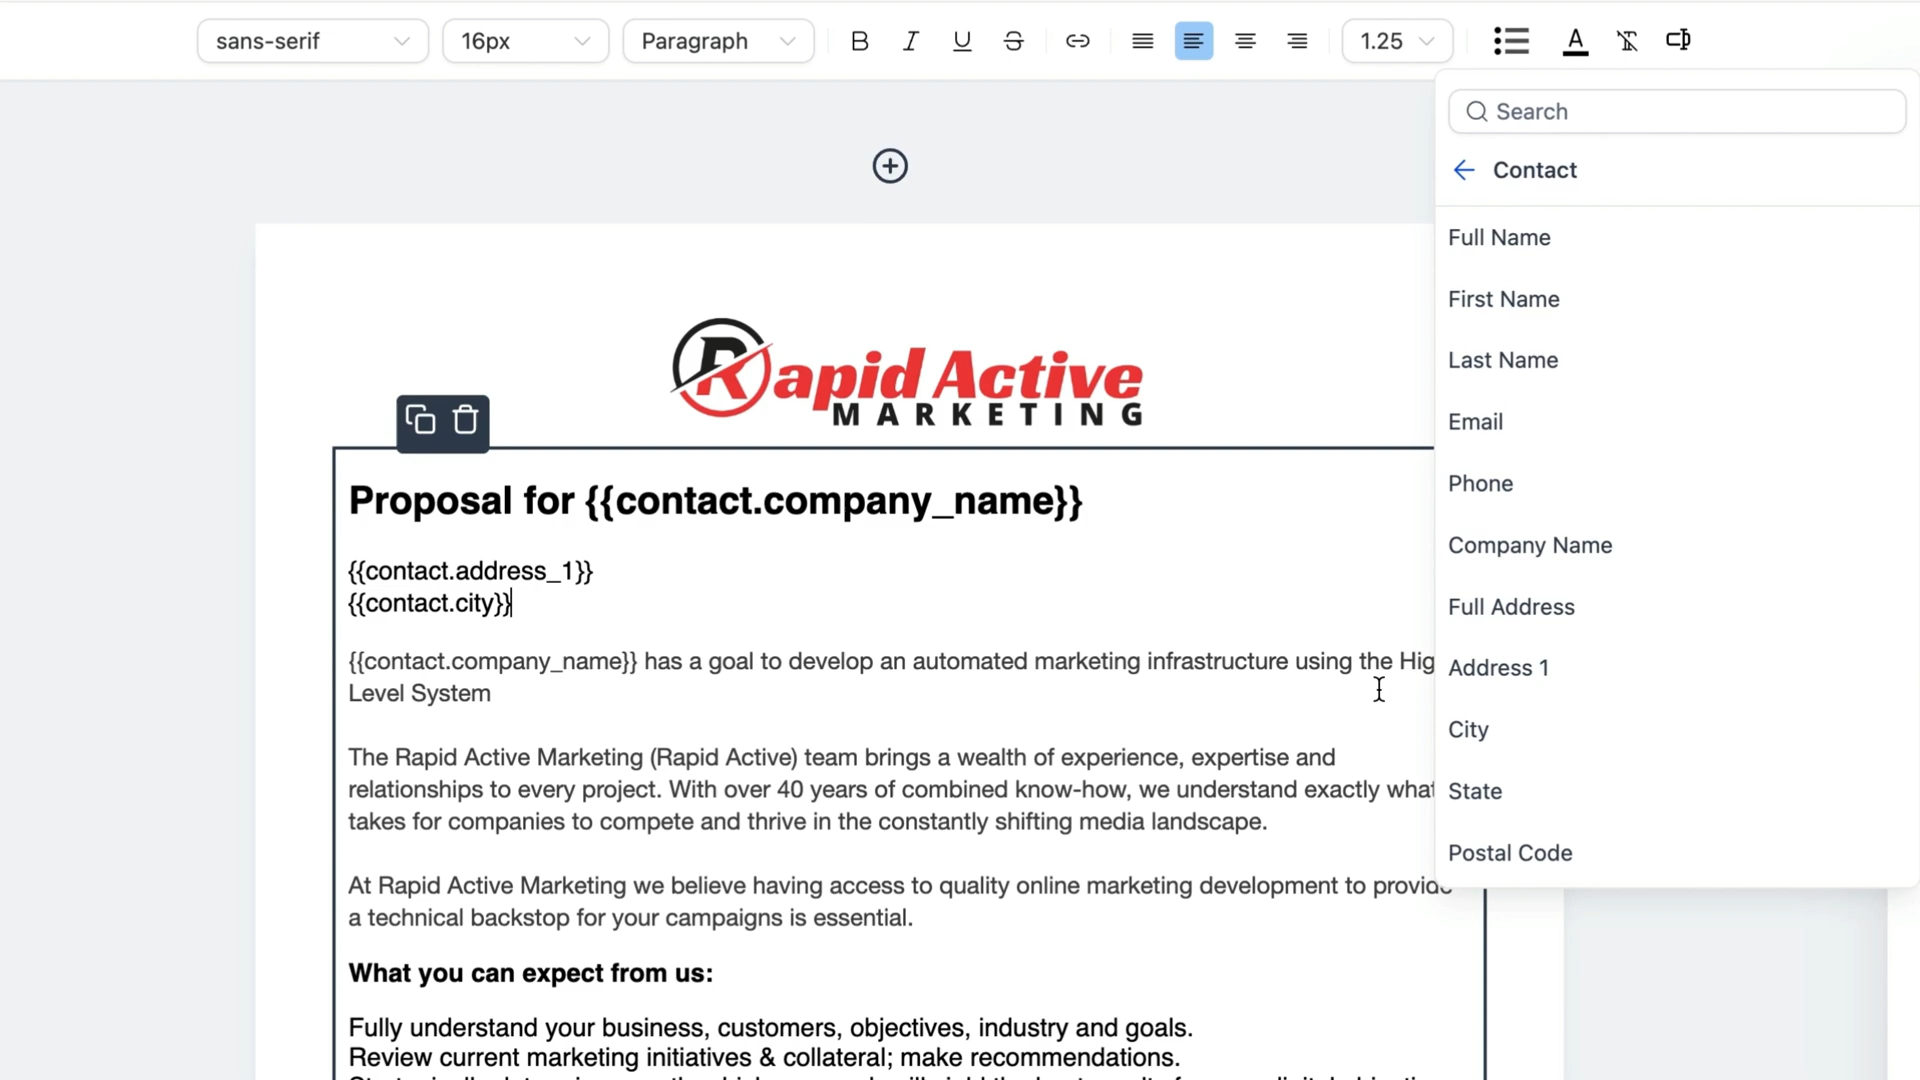 sans-serif
16px
Paragraph
B I U S
1.25
A
Search
Contact
Full Name
First Name
Last Name
Email
Phone
Company Name
Full Address
Address 1
City
State
Postal Code
Rapid Active
MARKETING
Proposal for {{contact.company_name}}
{{contact.address_1}}
{{contact.city}}
{{contact.company_name}} has a goal to develop an automated marketing infrastructure using the Hig
Level System
The Rapid Active Marketing (Rapid Active) team brings a wealth of experience, expertise and
relationships to every project. With over 40 years of combined know-how, we understand exactly what
takes for companies to compete and thrive in the constantly shifting media landscape.
At Rapid Active Marketing we believe having access to quality online marketing development to provide
a technical backstop for your campaigns is essential.
What you can expect from us:
Fully understand your business, customers, objectives, industry and goals.
Review current marketing initiatives & collateral; make recommendations.